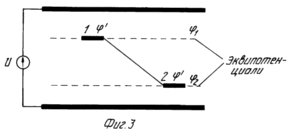 1 φ' φ₁
U
2 φ' φ₂
Эквипотен-
циали
Фиг.3